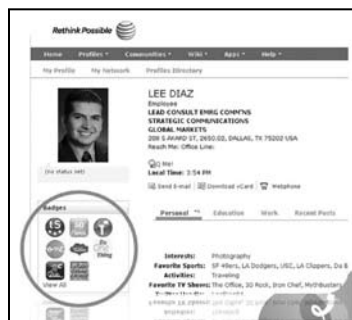 Rethink Possible
Home Profiles Communities Wiki Apps Help
My Profile My Network Profiles Directory
LEE DIAZ
Employee
LEAD CONSULT EMRG COMM'NS
STRATEGIC COMMUNICATIONS
GLOBAL MARKETS
208 S AKARD ST, 2650.02, DALLAS, TX 75202 USA
Reach Me: Office Line:
Q Me!
Local Time: 3:54 PM
(no status set)
Send E-mail Download vCard Webphone
Badges
Personal Education Work Recent Posts
View All
Interests: Photography
Favorite Sports: SF 49ers, LA Dodgers, USC, LA Clippers, Da B
Activities: Traveling
Favorite TV Shows: The Office, 30 Rock, Iron Chef, Mythbusters